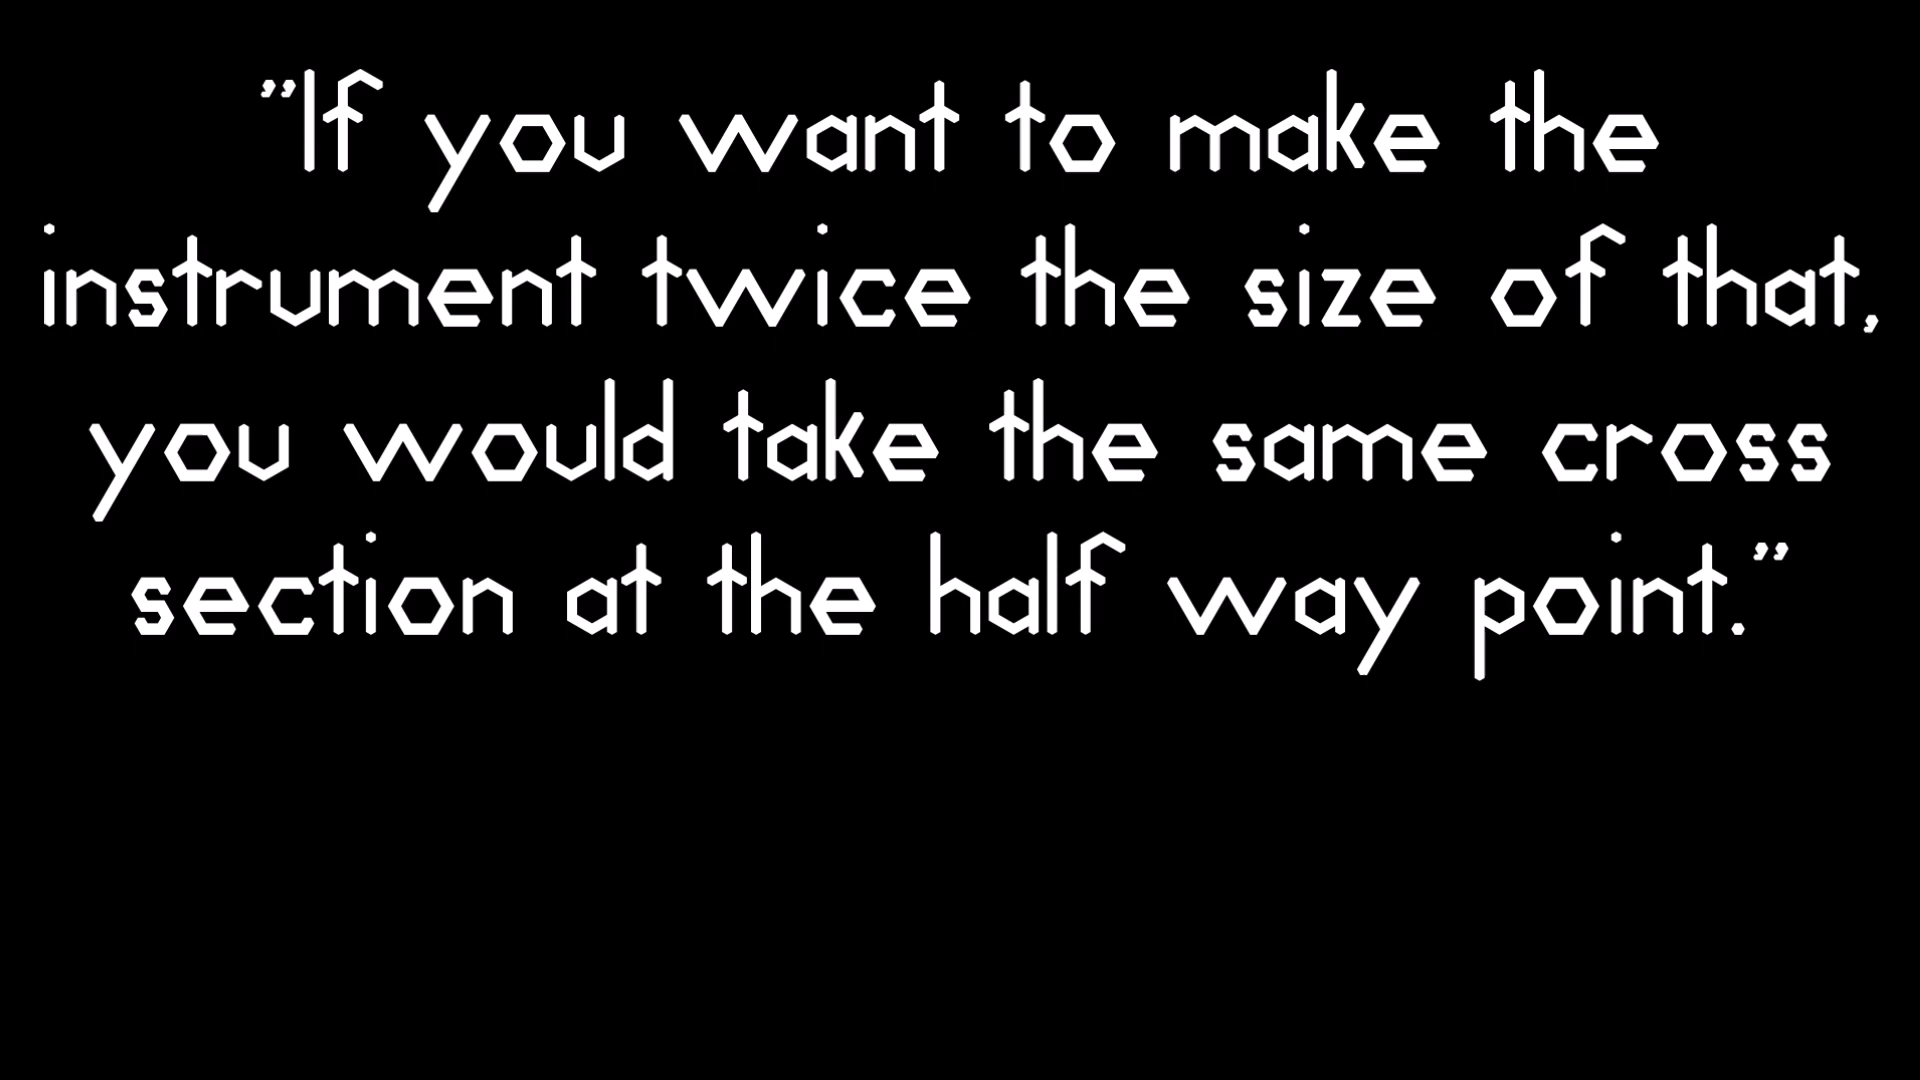 ”If you want to make the
instrument twice the size of that,
you would take the same cross
section at the half way point.”